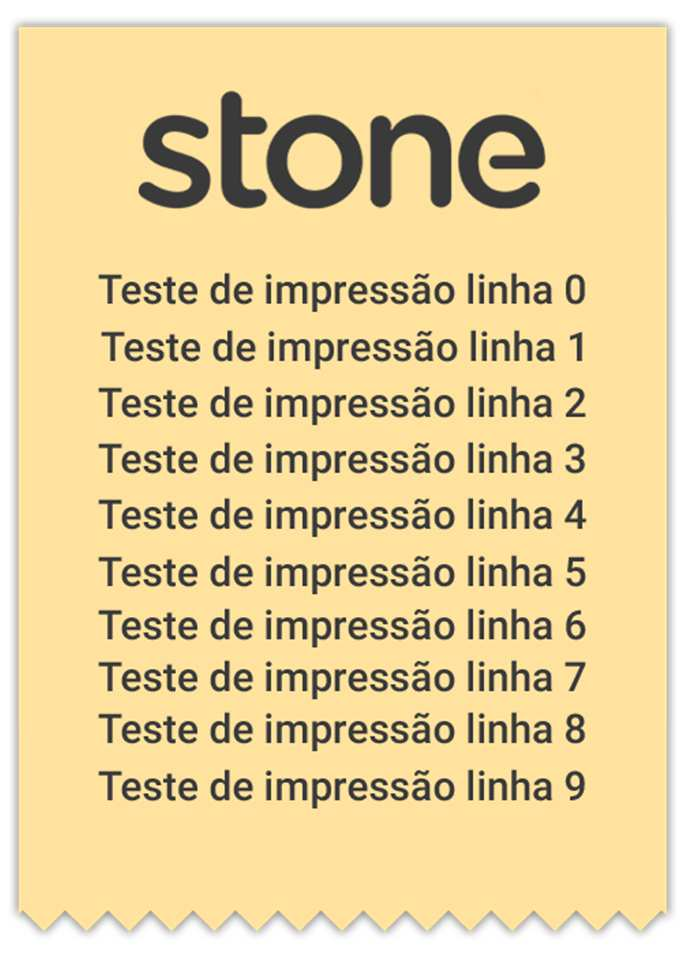 stone
Teste de impressão linha 0
Teste de impressão linha 1
Teste de impressão linha 2
Teste de impressão linha 3
Teste de impressão linha 4
Teste de impressão linha 5
Teste de impressão linha 6
Teste de impressão linha 7
Teste de impressão linha 8
Teste de impressão linha 9